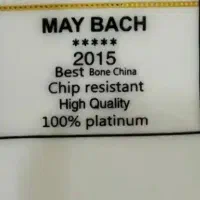 MAY BACH
*****
2015
Best Bone China
Chip resistant
High Quality
100% platinum